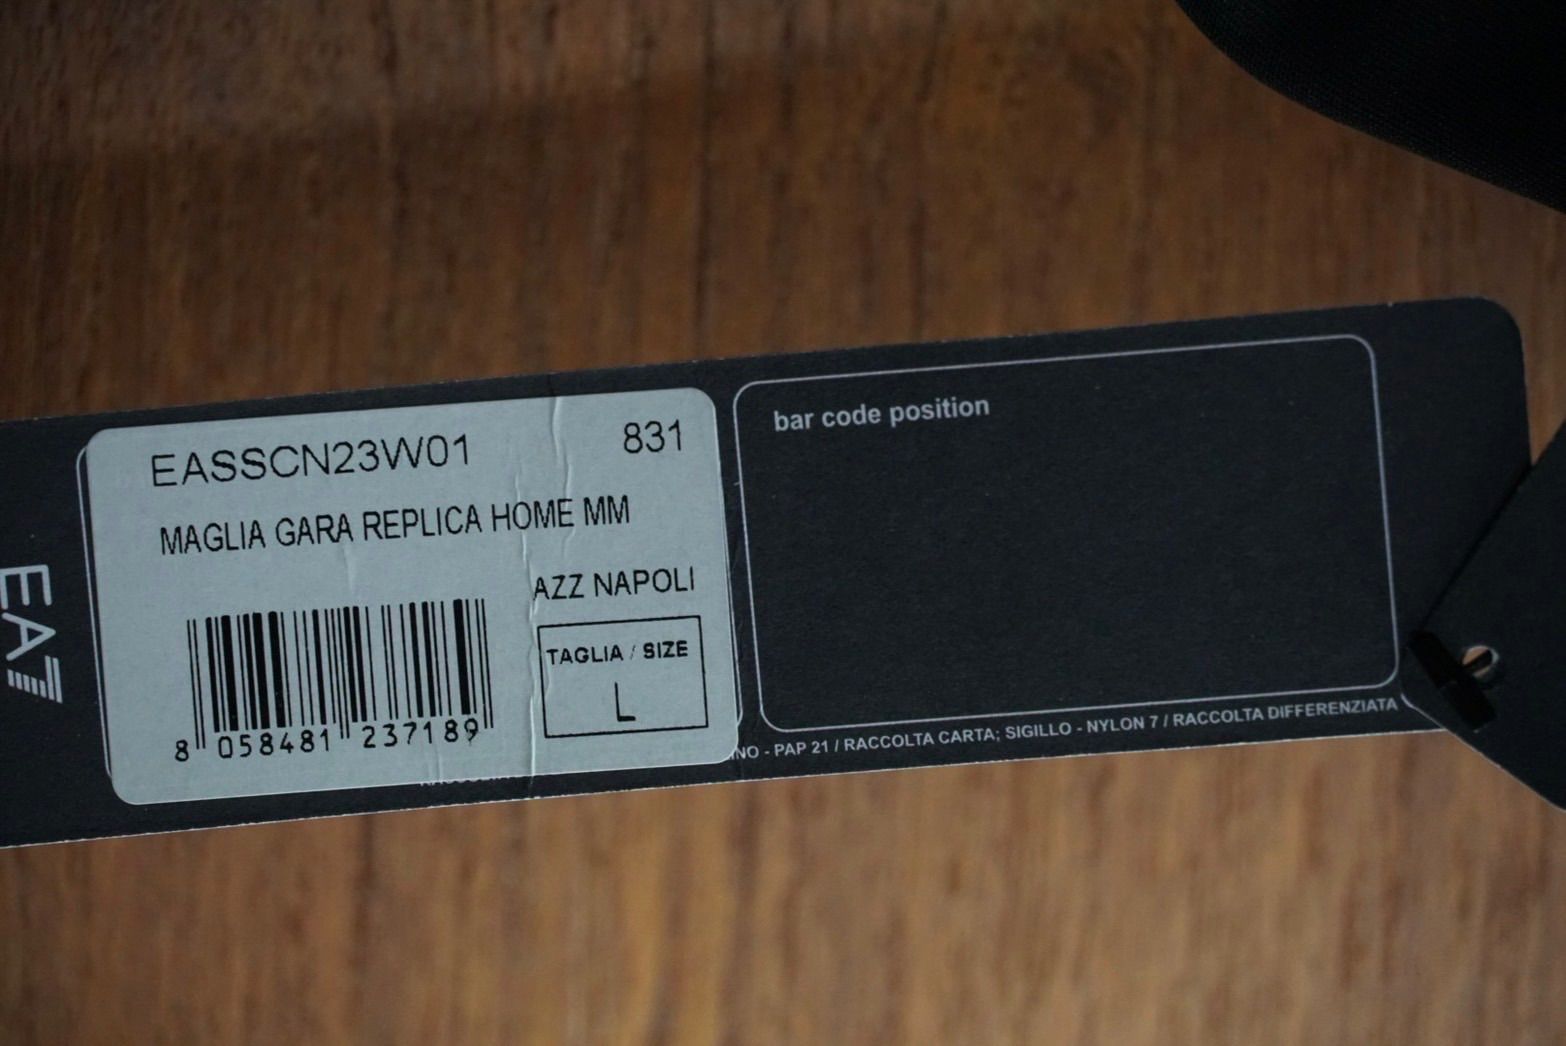 EA7
EASSCN23W01 831
MAGLIA GARA REPLICA HOME MM
AZZ NAPOLI
TAGLIA / SIZE
L
8 058481 237189
bar code position
- PAP 21 / RACCOLTA CARTA; SIGILLO - NYLON 7 / RACCOLTA DIFFERENZIATA